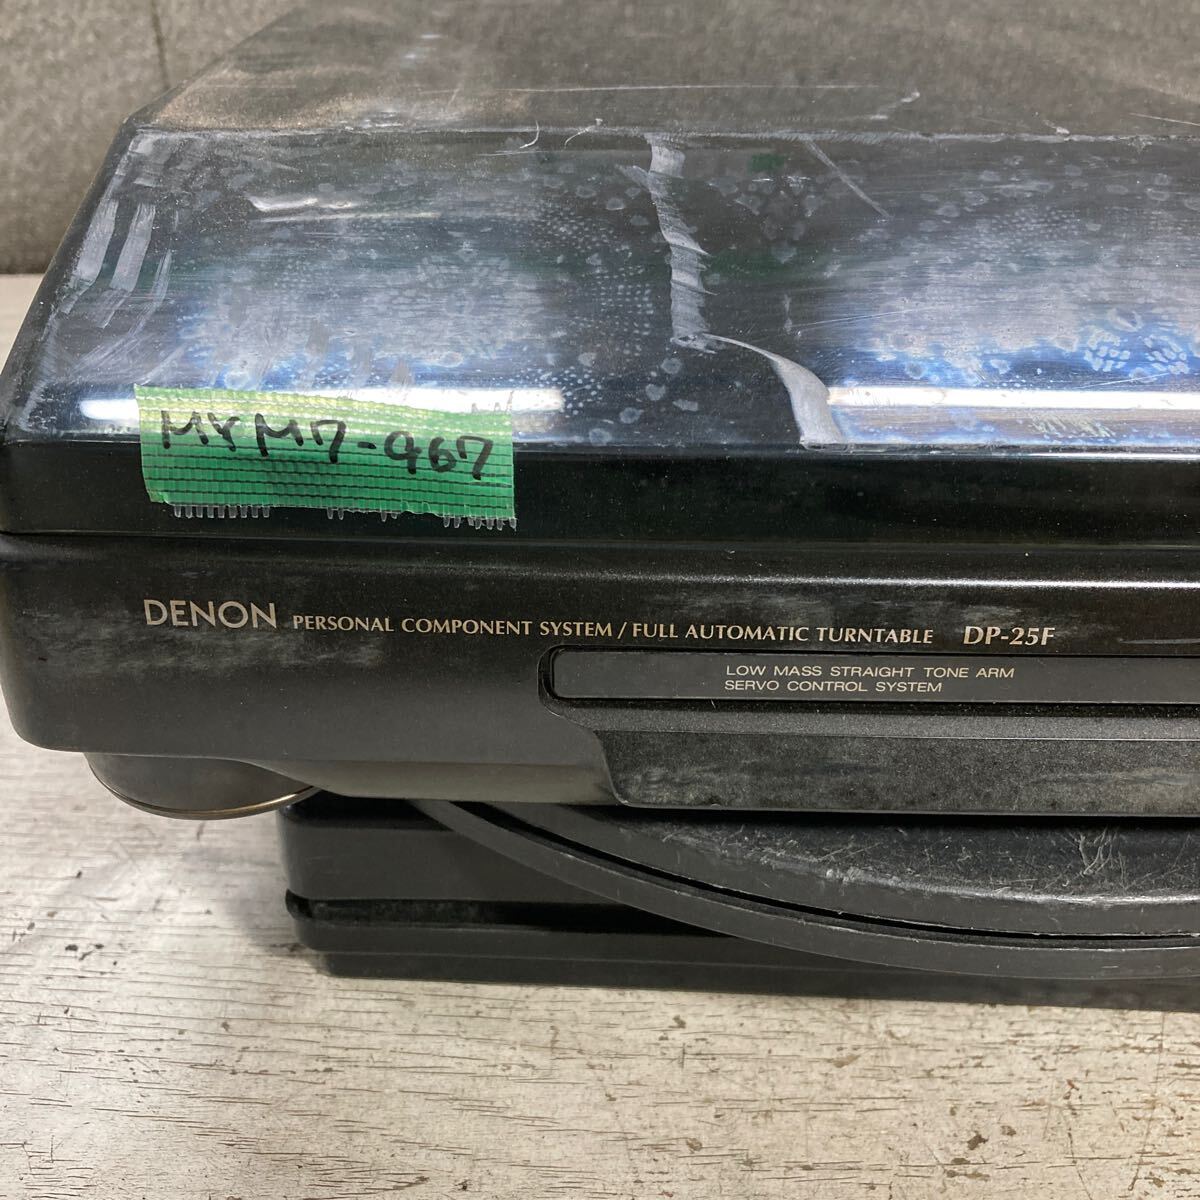 MYM7-967
DENON PERSONAL COMPONENT SYSTEM / FULL AUTOMATIC TURNTABLE DP-25F
LOW MASS STRAIGHT TONE ARM
SERVO CONTROL SYSTEM